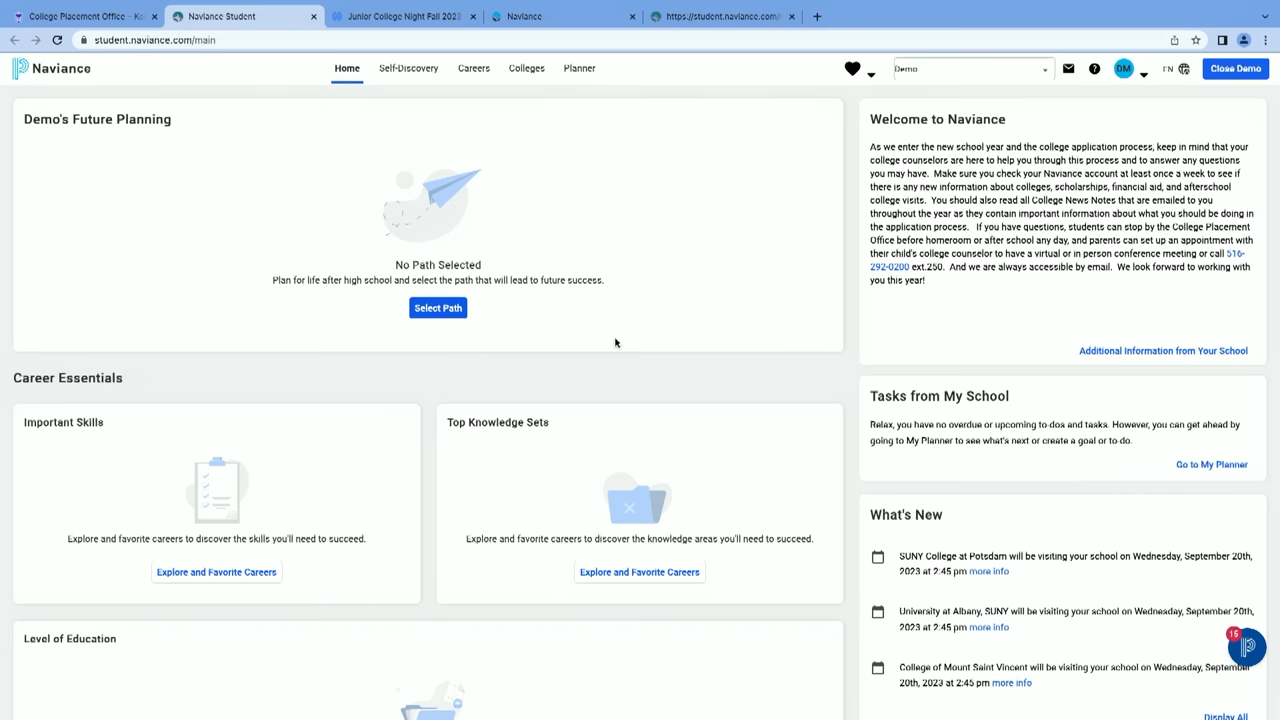 College Placement Office – Ko
Naviance Student
Junior College Night Fall 2023
Naviance
https://student.naviance.com/
student.naviance.com/main
Naviance
Home
Self-Discovery
Careers
Colleges
Planner
Demo
DM
EN
Close Demo
Demo's Future Planning
No Path Selected
Plan for life after high school and select the path that will lead to future success.
Select Path
Career Essentials
Important Skills
Explore and favorite careers to discover the skills you'll need to succeed.
Explore and Favorite Careers
Top Knowledge Sets
Explore and favorite careers to discover the knowledge areas you'll need to succeed.
Explore and Favorite Careers
Level of Education
Welcome to Naviance
As we enter the new school year and the college application process, keep in mind that your
college counselors are here to help you through this process and to answer any questions
you may have. Make sure you check your Naviance account at least once a week to see if
there is any new information about colleges, scholarships, financial aid, and afterschool
college visits. You should also read all College News Notes that are emailed to you
throughout the year as they contain important information about what you should be doing in
the application process. If you have questions, students can stop by the College Placement
Office before homeroom or after school any day, and parents can set up an appointment with
their child's college counselor to have a virtual or in person conference meeting or call 516-
292-0200 ext.250. And we are always accessible by email. We look forward to working with
you this year!
Additional Information from Your School
Tasks from My School
Relax, you have no overdue or upcoming to-dos and tasks. However, you can get ahead by
going to My Planner to see what's next or create a goal or to-do.
Go to My Planner
What's New
SUNY College at Potsdam will be visiting your school on Wednesday, September 20th,
2023 at 2:45 pm more info
University at Albany, SUNY will be visiting your school on Wednesday, September 20th,
2023 at 2:45 pm more info
College of Mount Saint Vincent will be visiting your school on Wednesday, September
20th, 2023 at 2:45 pm more info
15
Display All